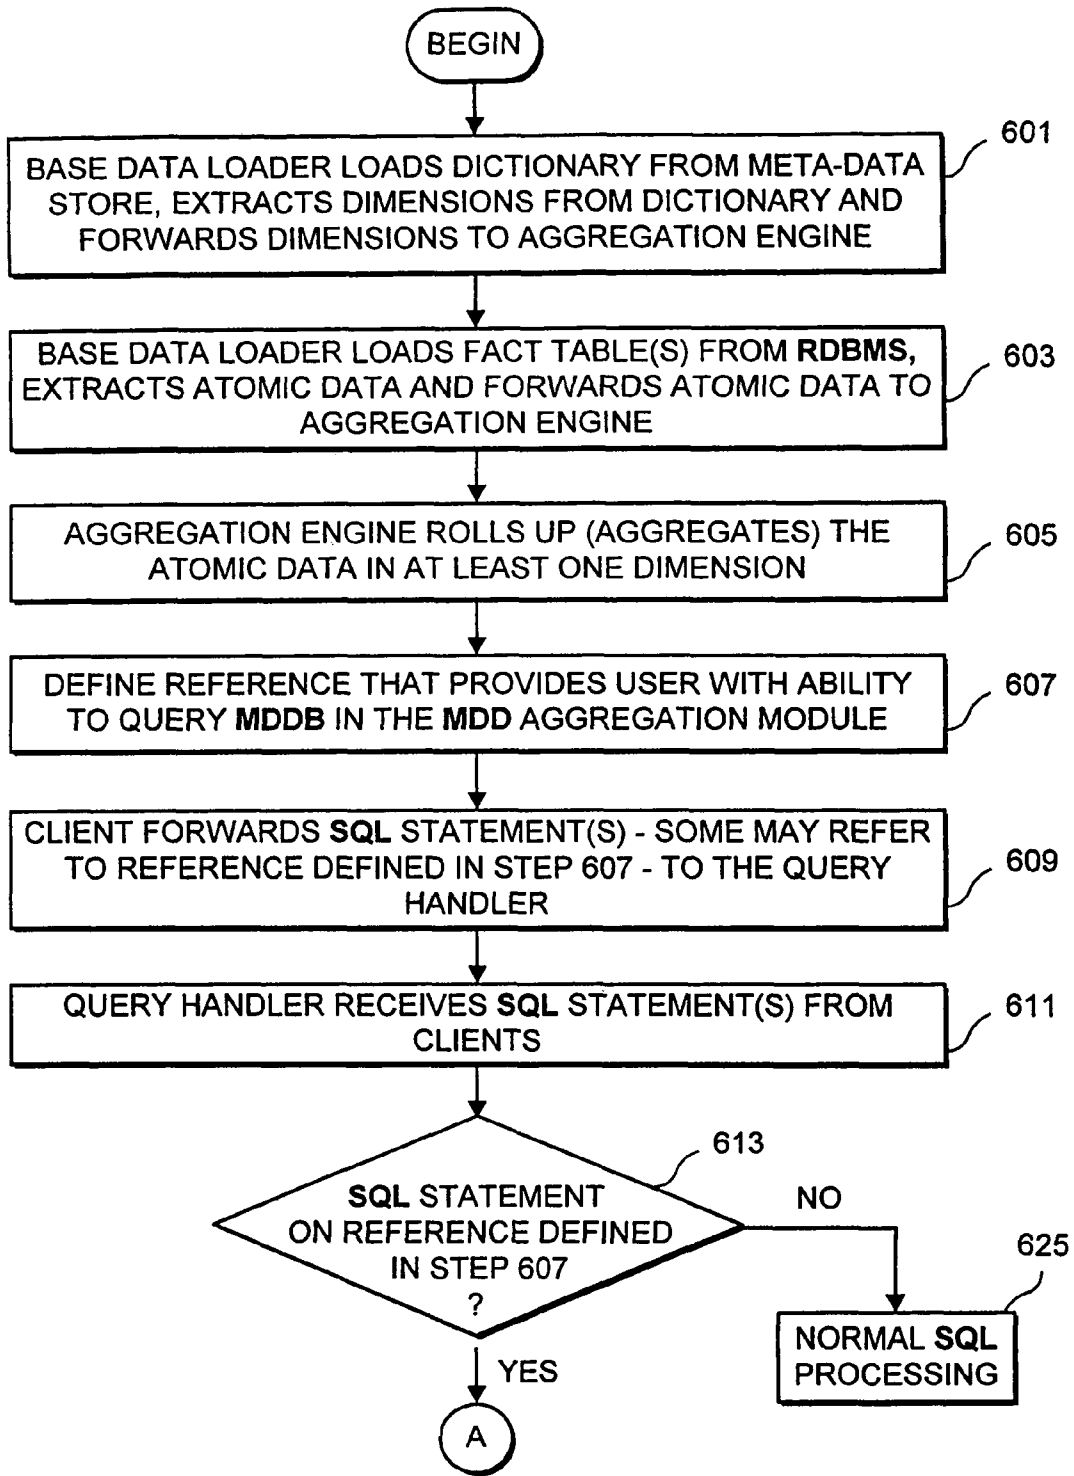 BEGIN
601
BASE DATA LOADER LOADS DICTIONARY FROM META-DATA
STORE, EXTRACTS DIMENSIONS FROM DICTIONARY AND
FORWARDS DIMENSIONS TO AGGREGATION ENGINE
603
BASE DATA LOADER LOADS FACT TABLE(S) FROM RDBMS,
EXTRACTS ATOMIC DATA AND FORWARDS ATOMIC DATA TO
AGGREGATION ENGINE
605
AGGREGATION ENGINE ROLLS UP (AGGREGATES) THE
ATOMIC DATA IN AT LEAST ONE DIMENSION
607
DEFINE REFERENCE THAT PROVIDES USER WITH ABILITY
TO QUERY MDDB IN THE MDD AGGREGATION MODULE
609
CLIENT FORWARDS SQL STATEMENT(S) - SOME MAY REFER
TO REFERENCE DEFINED IN STEP 607 - TO THE QUERY
HANDLER
611
QUERY HANDLER RECEIVES SQL STATEMENT(S) FROM
CLIENTS
613
SQL STATEMENT
ON REFERENCE DEFINED
IN STEP 607
?
NO
625
NORMAL SQL
PROCESSING
YES
A